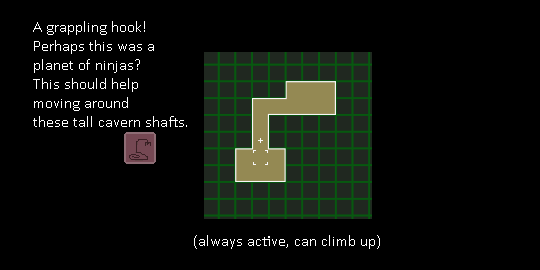 A grappling hook!
Perhaps this was a
planet of ninjas?
This should help
moving around
these tall cavern shafts.
(always active, can climb up)